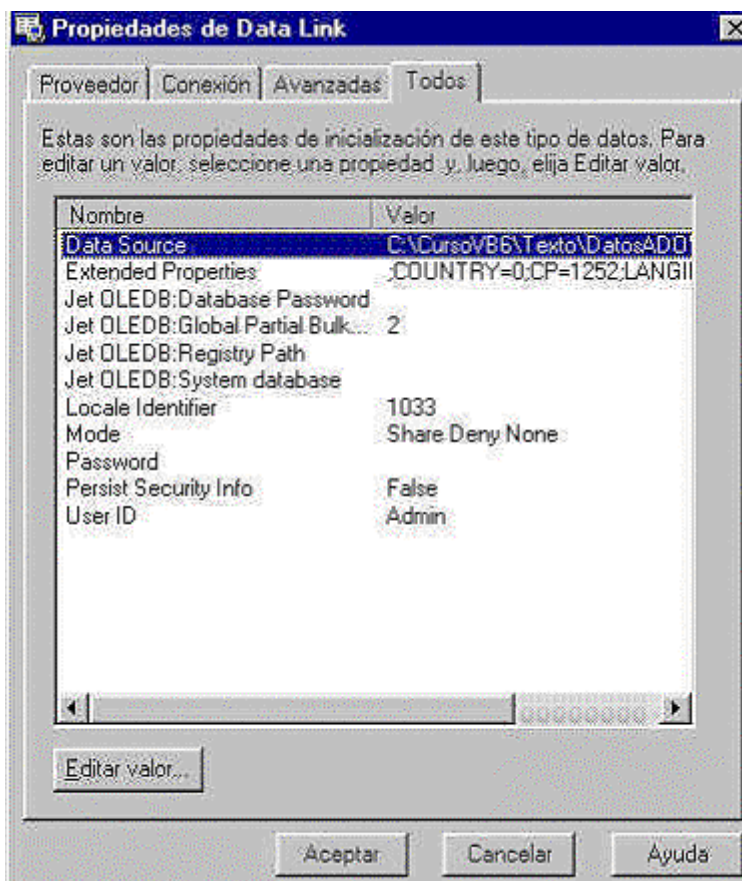 Propiedades de Data Link
Proveedor Conexión Avanzadas Todos
Estas son las propiedades de inicialización de este tipo de datos. Para
editar un valor, seleccione una propiedad y, luego, elija Editar valor.
Nombre Valor
Data Source C:\CursoVB6\Texto\DatosADO
Extended Properties ;COUNTRY=0;CP=1252;LANGII
Jet OLEDB:Database Password
Jet OLEDB:Global Partial Bulk... 2
Jet OLEDB:Registry Path
Jet OLEDB:System database
Locale Identifier 1033
Mode Share Deny None
Password
Persist Security Info False
User ID Admin
Editar valor...
Aceptar Cancelar Ayuda